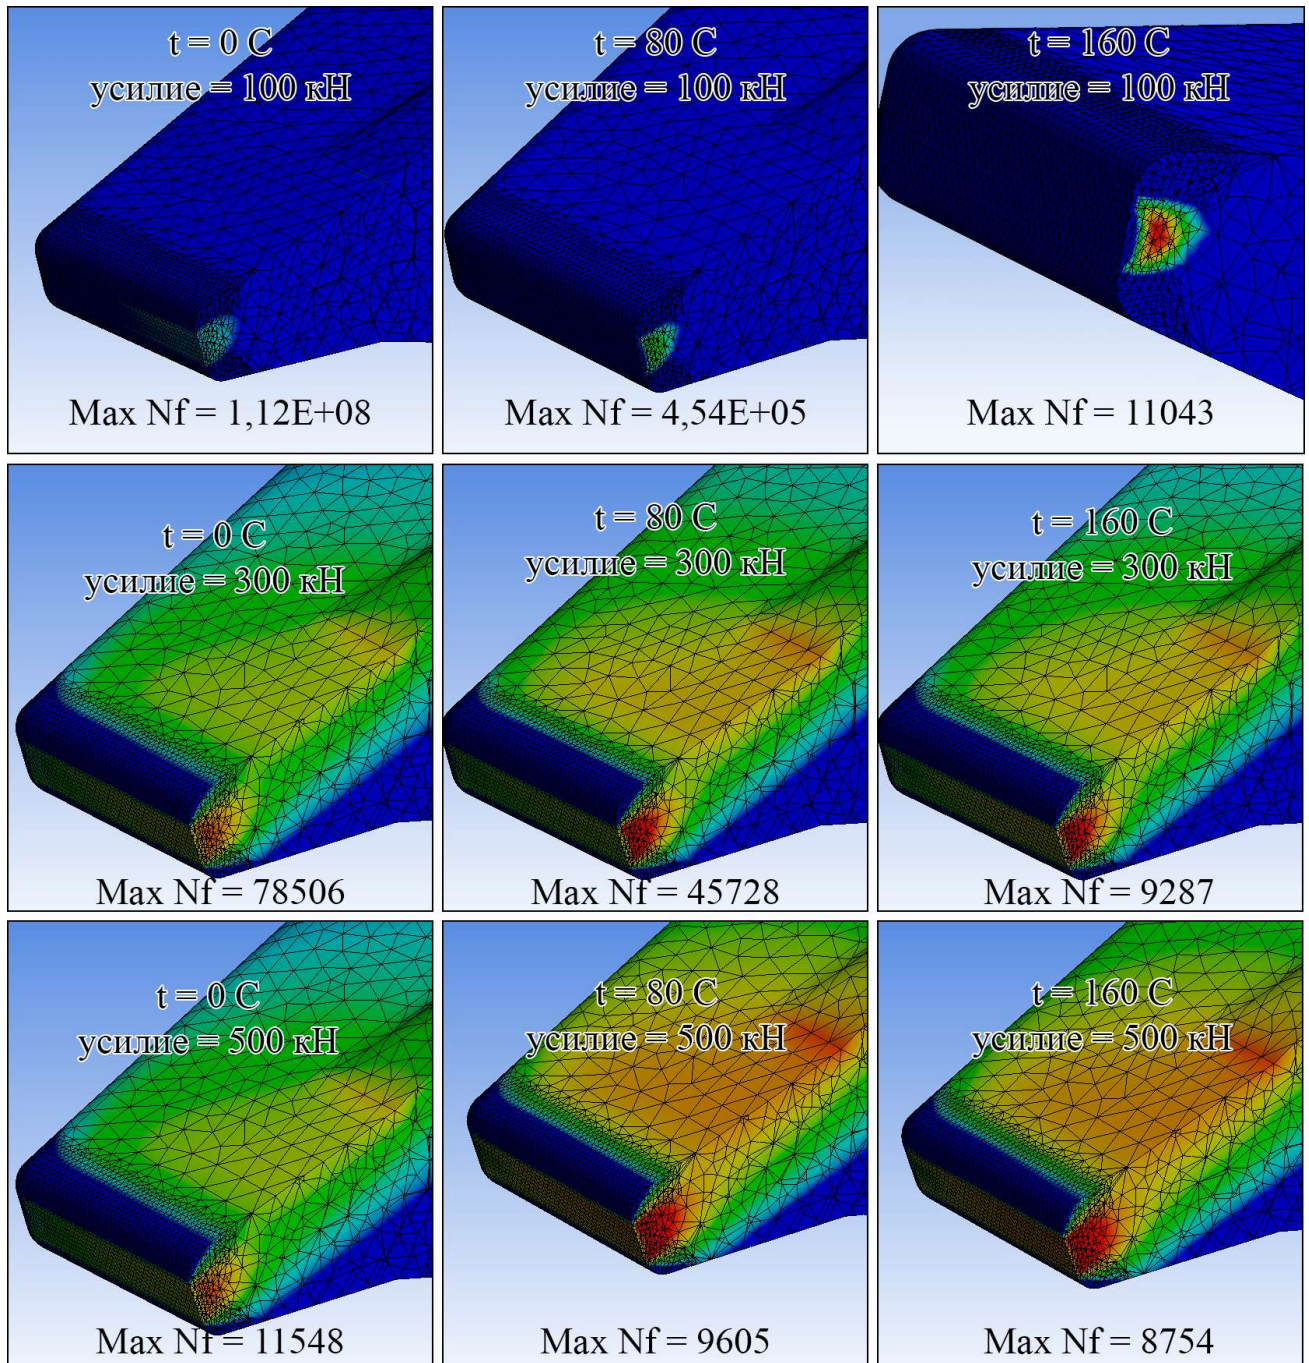 t = 0 C
усилие = 100 кН
Max Nf = 1,12E+08
t = 80 C
усилие = 100 кН
Max Nf = 4,54E+05
t = 160 C
усилие = 100 кН
Max Nf = 11043
t = 0 C
усилие = 300 кН
Max Nf = 78506
t = 80 C
усилие = 300 кН
Max Nf = 45728
t = 160 C
усилие = 300 кН
Max Nf = 9287
t = 0 C
усилие = 500 кН
Max Nf = 11548
t = 80 C
усилие = 500 кН
Max Nf = 9605
t = 160 C
усилие = 500 кН
Max Nf = 8754